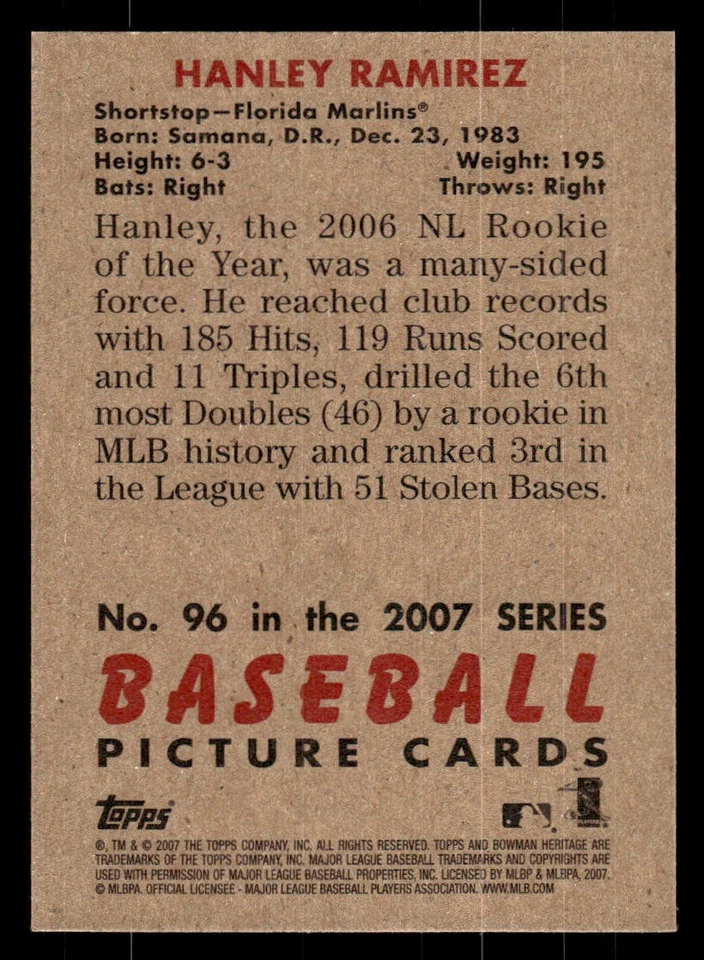 HANLEY RAMIREZ
Shortstop—Florida Marlins®
Born: Samana, D.R., Dec. 23, 1983
Height: 6-3 Weight: 195
Bats: Right Throws: Right
Hanley, the 2006 NL Rookie
of the Year, was a many-sided
force. He reached club records
with 185 Hits, 119 Runs Scored
and 11 Triples, drilled the 6th
most Doubles (46) by a rookie in
MLB history and ranked 3rd in
the League with 51 Stolen Bases.
No. 96 in the 2007 SERIES
BASEBALL
PICTURE CARDS
Topps
®, TM & © 2007 THE TOPPS COMPANY, INC. ALL RIGHTS RESERVED. TOPPS AND BOWMAN HERITAGE ARE
TRADEMARKS OF THE TOPPS COMPANY, INC. MAJOR LEAGUE BASEBALL TRADEMARKS AND COPYRIGHTS ARE
USED WITH PERMISSION OF MAJOR LEAGUE BASEBALL PROPERTIES, INC. LICENSED BY MLBP & MLBPA, 2007.
© MLBPA. OFFICIAL LICENSEE - MAJOR LEAGUE BASEBALL PLAYERS ASSOCIATION. WWW.MLB.COM